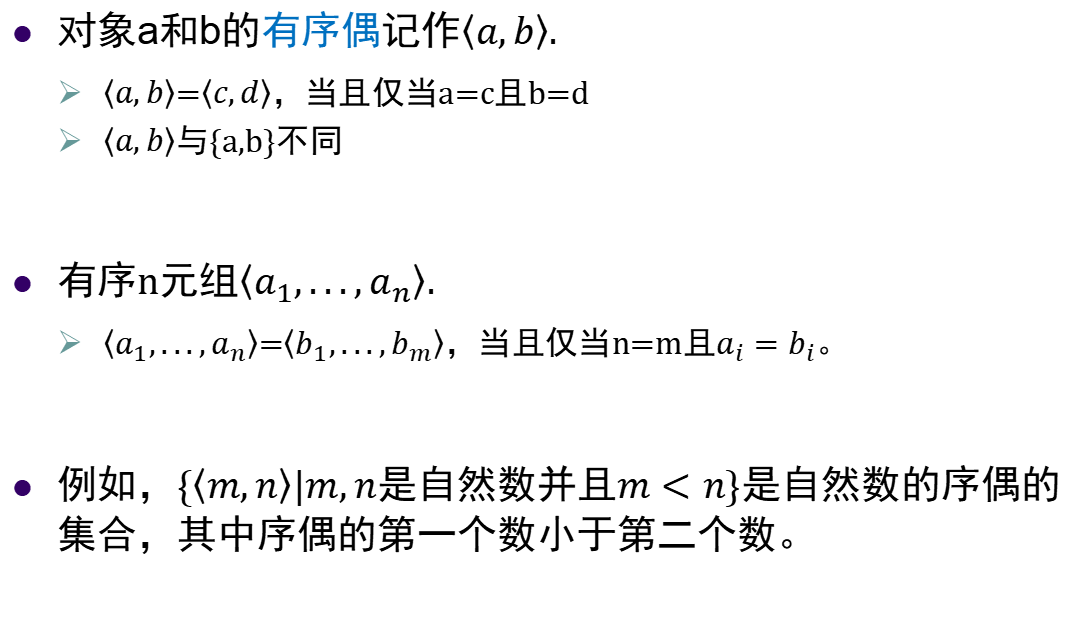 ● 对象a和b的有序偶记作⟨𝑎, 𝑏⟩.
➢ ⟨𝑎, 𝑏⟩=⟨𝑐, 𝑑⟩，当且仅当a=c且b=d
➢ ⟨𝑎, 𝑏⟩与{a,b}不同
● 有序n元组⟨𝑎₁, . . . , 𝑎ₙ⟩.
➢ ⟨𝑎₁, . . . , 𝑎ₙ⟩=⟨𝑏₁, . . . , 𝑏ₘ⟩，当且仅当n=m且𝑎ᵢ = 𝑏ᵢ。
● 例如，{⟨𝑚, 𝑛⟩|𝑚, 𝑛是自然数并且𝑚 < 𝑛}是自然数的序偶的
集合，其中序偶的第一个数小于第二个数。